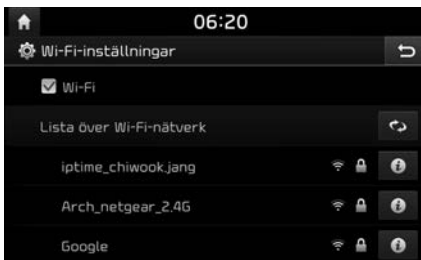 06:20
Wi-Fi-inställningar
Wi-Fi
Lista över Wi-Fi-nätverk
iptime_chiwook.jang
Arch_netgear_2.4G
Google